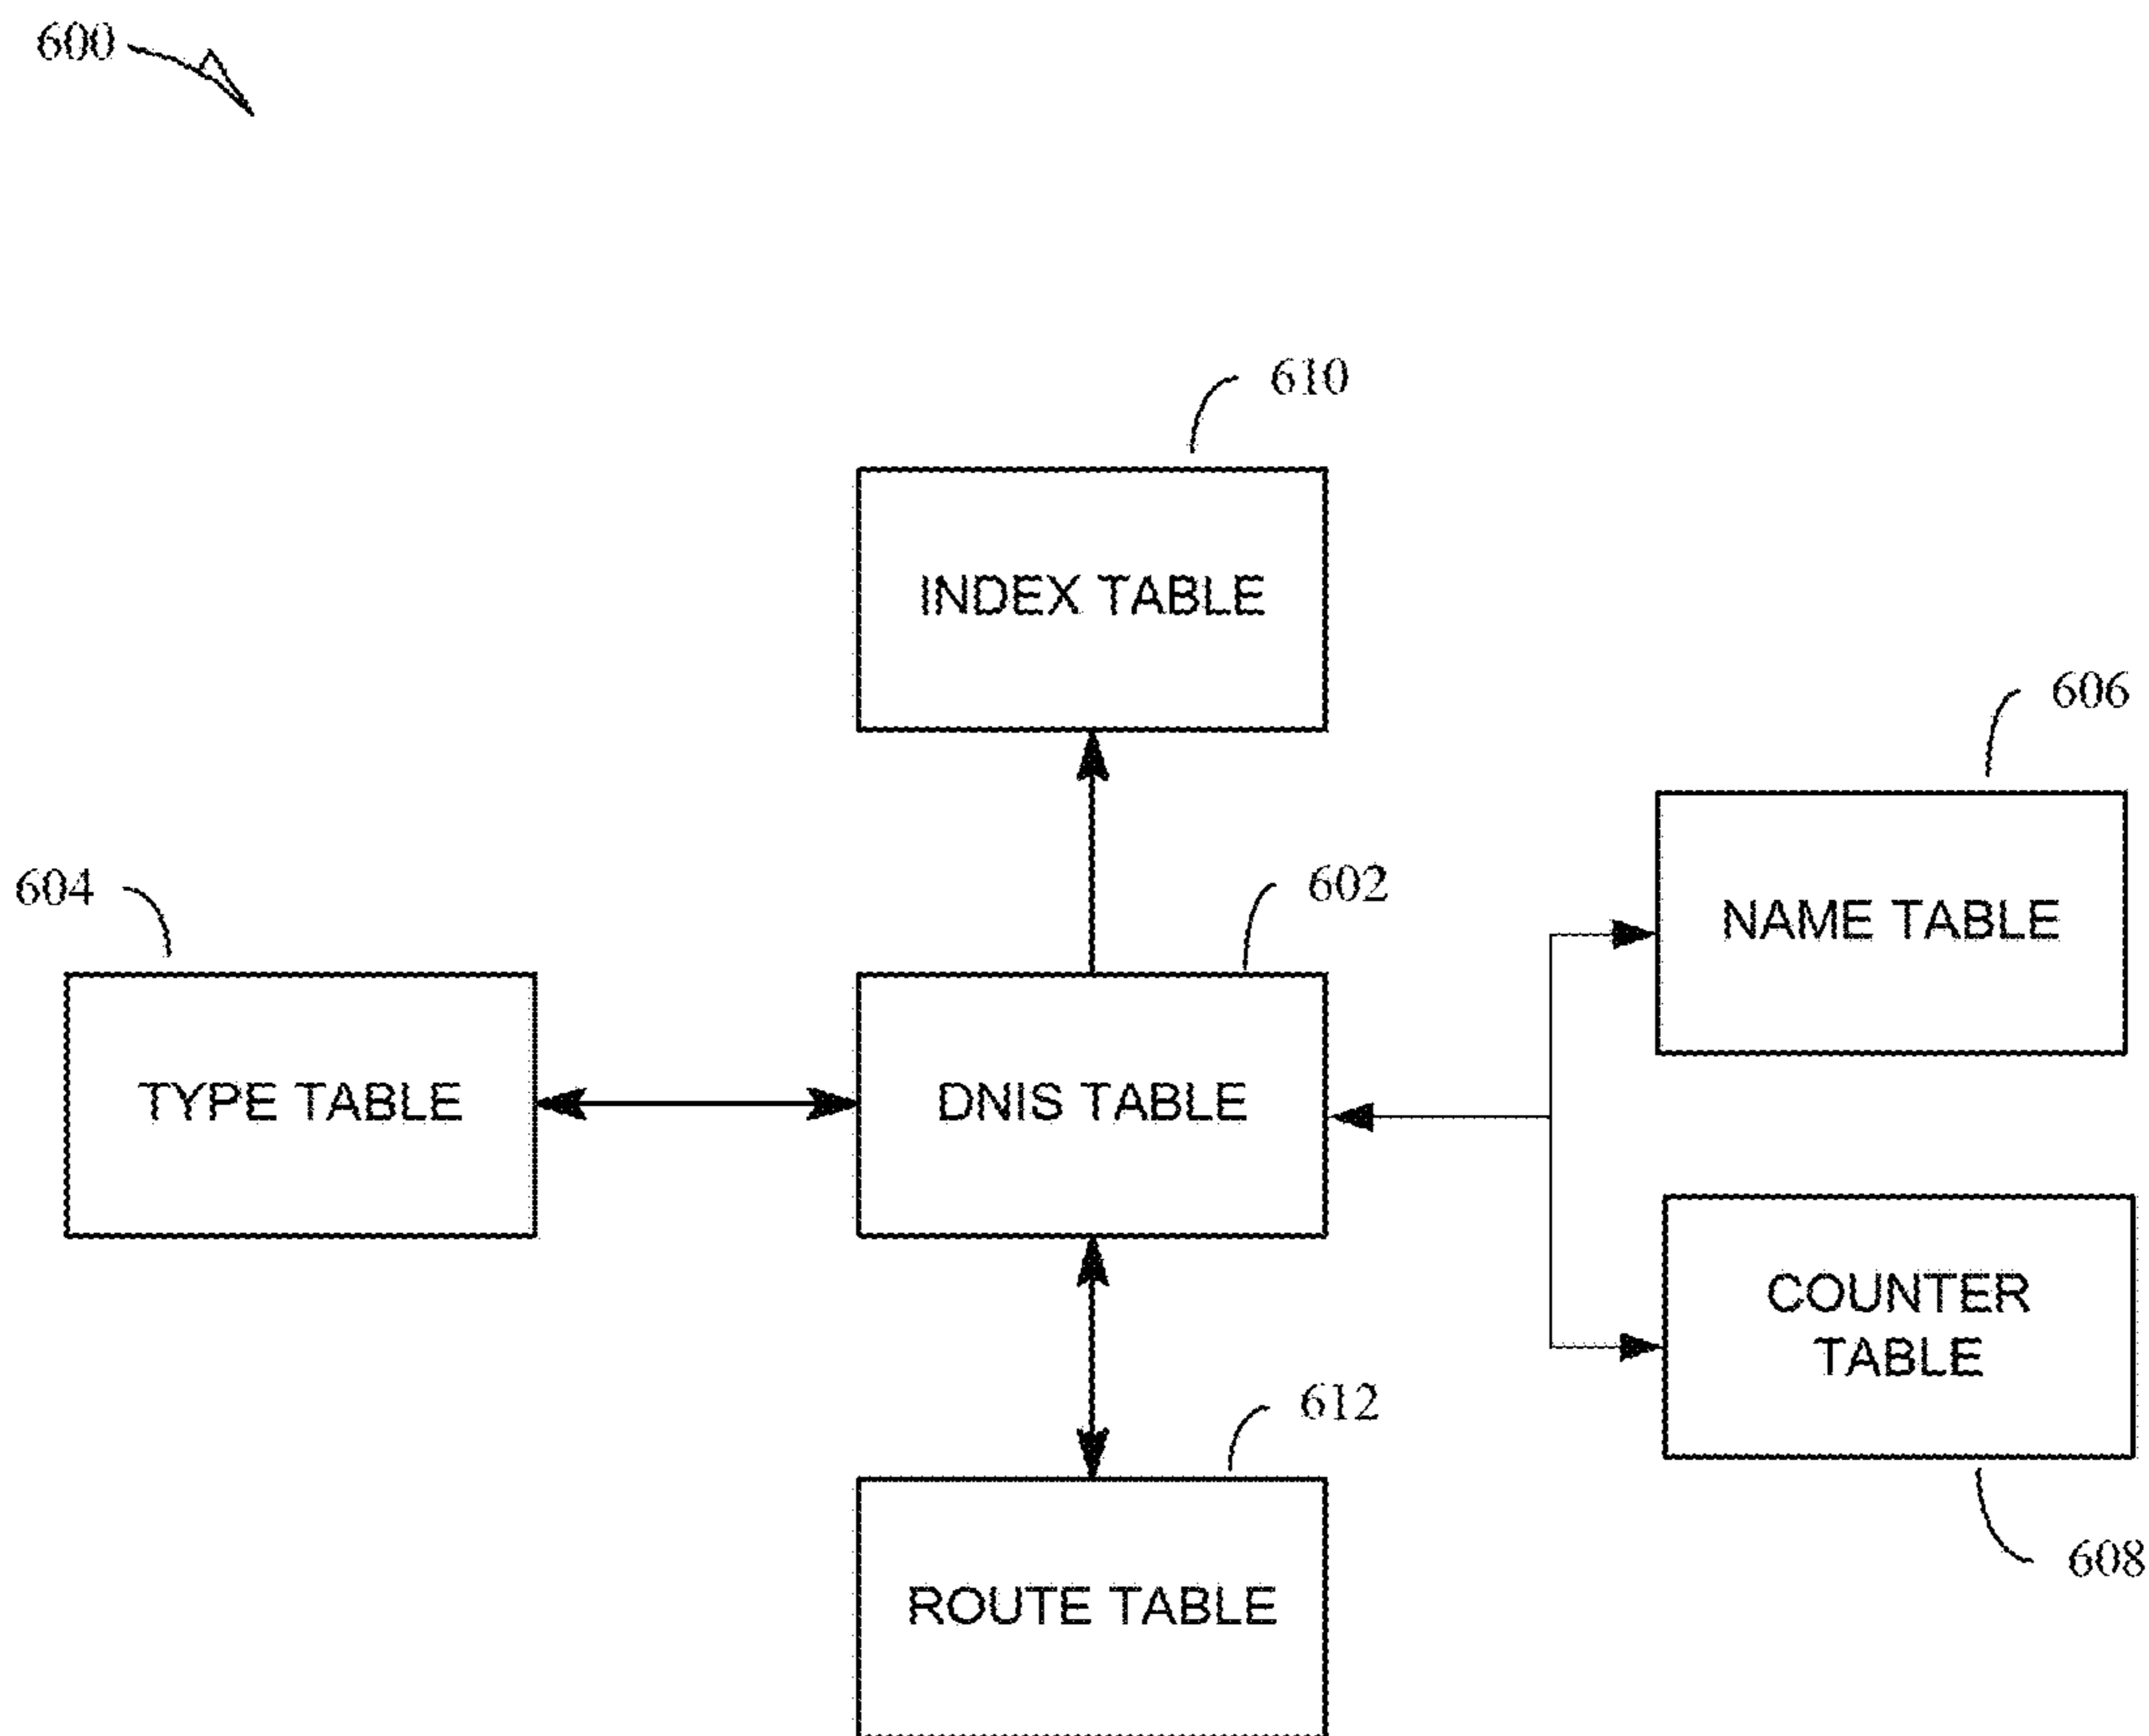 600
610
INDEX TABLE
606
NAME TABLE
604
602
TYPE TABLE
DNIS TABLE
COUNTER
TABLE
612
608
ROUTE TABLE